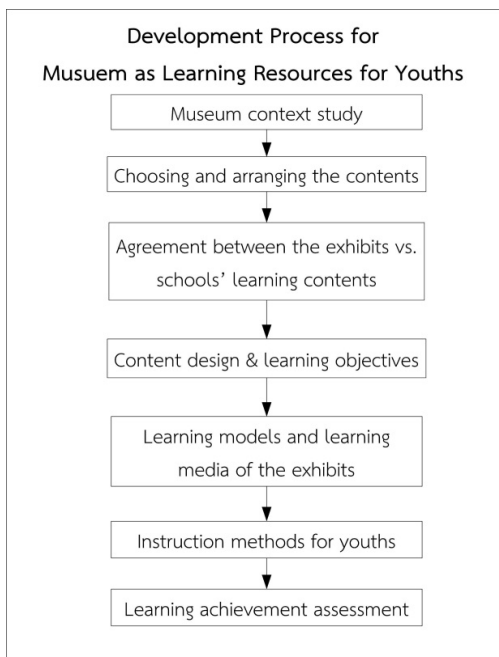 Development Process for
Musuem as Learning Resources for Youths
Museum context study
Choosing and arranging the contents
Agreement between the exhibits vs.
schools’ learning contents
Content design & learning objectives
Learning models and learning
media of the exhibits
Instruction methods for youths
Learning achievement assessment